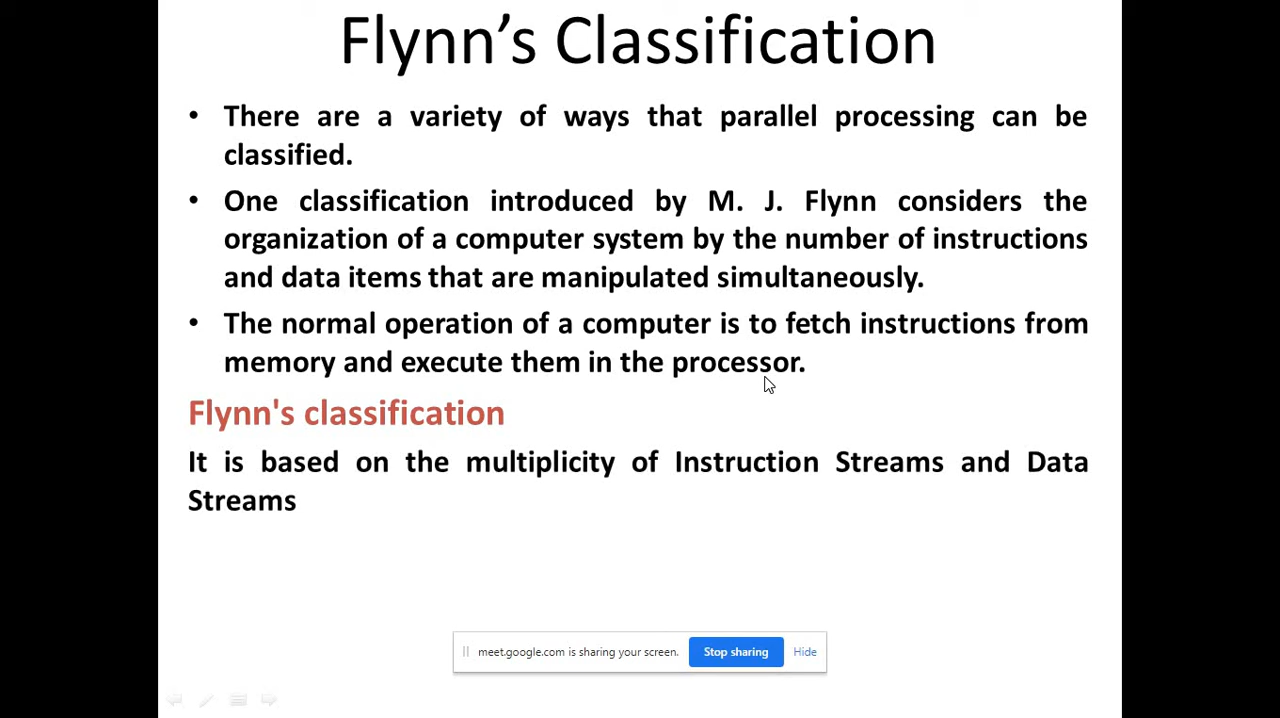 Flynn’s Classification
• There are a variety of ways that parallel processing can be
classified.
• One classification introduced by M. J. Flynn considers the
organization of a computer system by the number of instructions
and data items that are manipulated simultaneously.
• The normal operation of a computer is to fetch instructions from
memory and execute them in the processor.
Flynn's classification
It is based on the multiplicity of Instruction Streams and Data
Streams
meet.google.com is sharing your screen. Stop sharing Hide